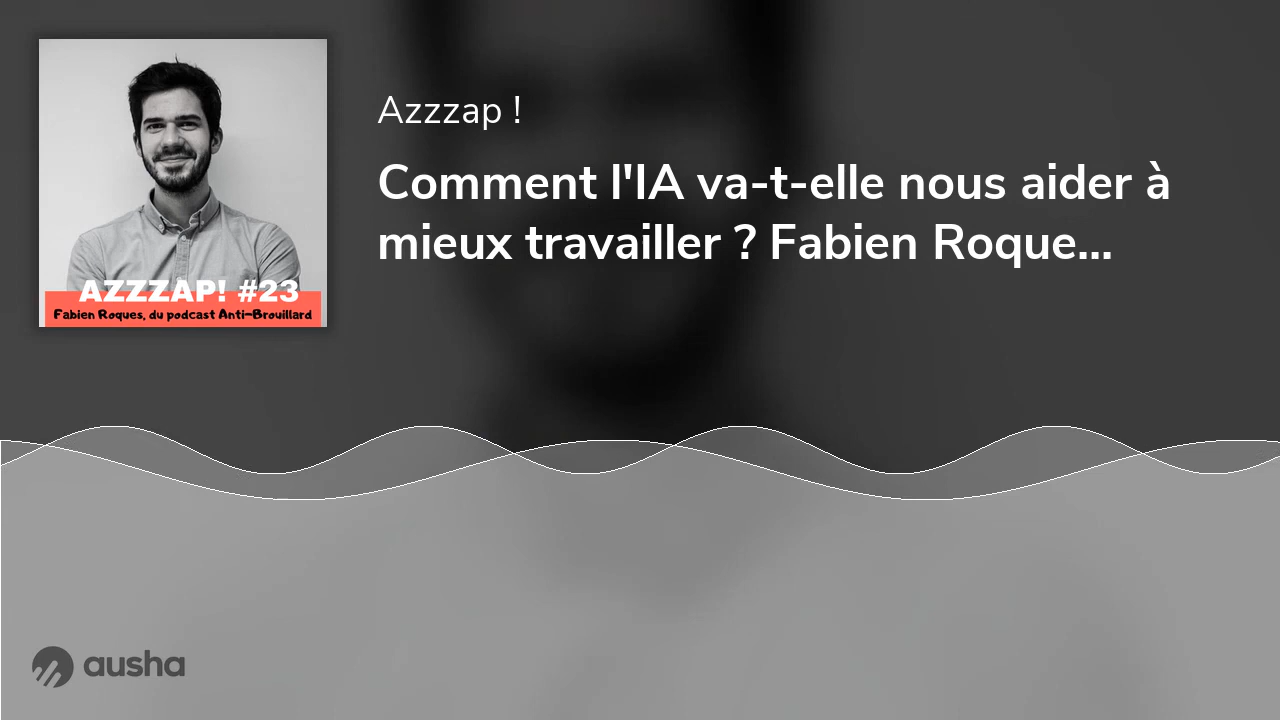 Azzzap !
Comment l'IA va-t-elle nous aider à
mieux travailler ? Fabien Roque...
AZZZAP! #23
Fabien Roques, du podcast Anti-Brouillard
ausha